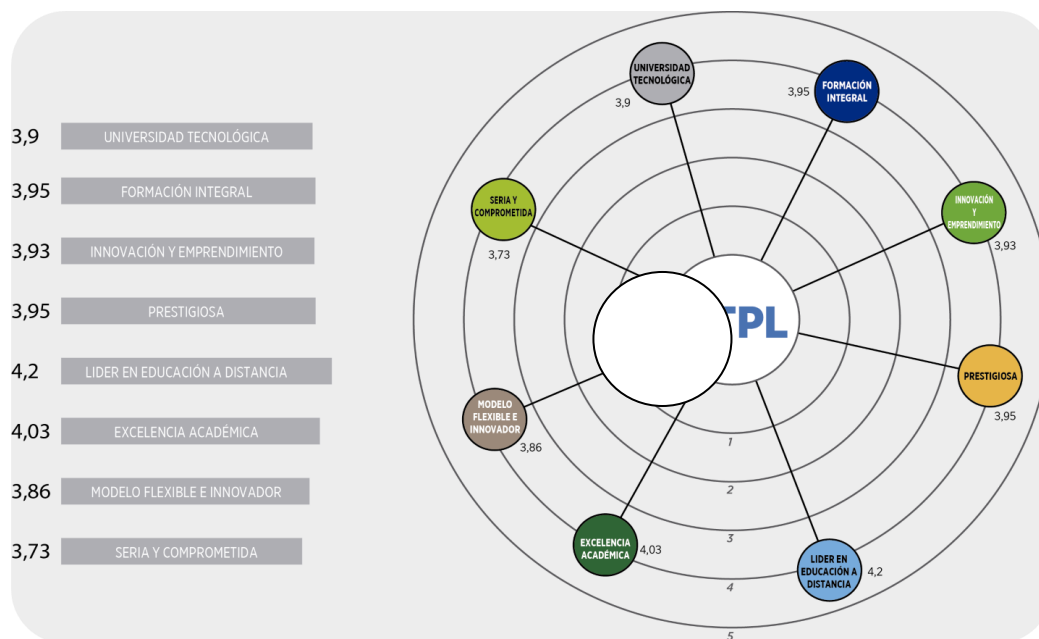 3,9 UNIVERSIDAD TECNOLÓGICA
3,95 FORMACIÓN INTEGRAL
3,93 INNOVACIÓN Y EMPRENDIMIENTO
3,95 PRESTIGIOSA
4,2 LIDER EN EDUCACIÓN A DISTANCIA
4,03 EXCELENCIA ACADÉMICA
3,86 MODELO FLEXIBLE E INNOVADOR
3,73 SERIA Y COMPROMETIDA
UNIVERSIDAD
TECNOLÓGICA
3,9
FORMACIÓN
INTEGRAL
3,95
INNOVACIÓN
Y
EMPRENDIMIENTO
3,93
PRESTIGIOSA
3,95
LIDER EN
EDUCACIÓN A
DISTANCIA
4,2
EXCELENCIA
ACADÉMICA
4,03
MODELO
FLEXIBLE E
INNOVADOR
3,86
SERIA Y
COMPROMETIDA
3,73
TPL
1
2
3
4
5